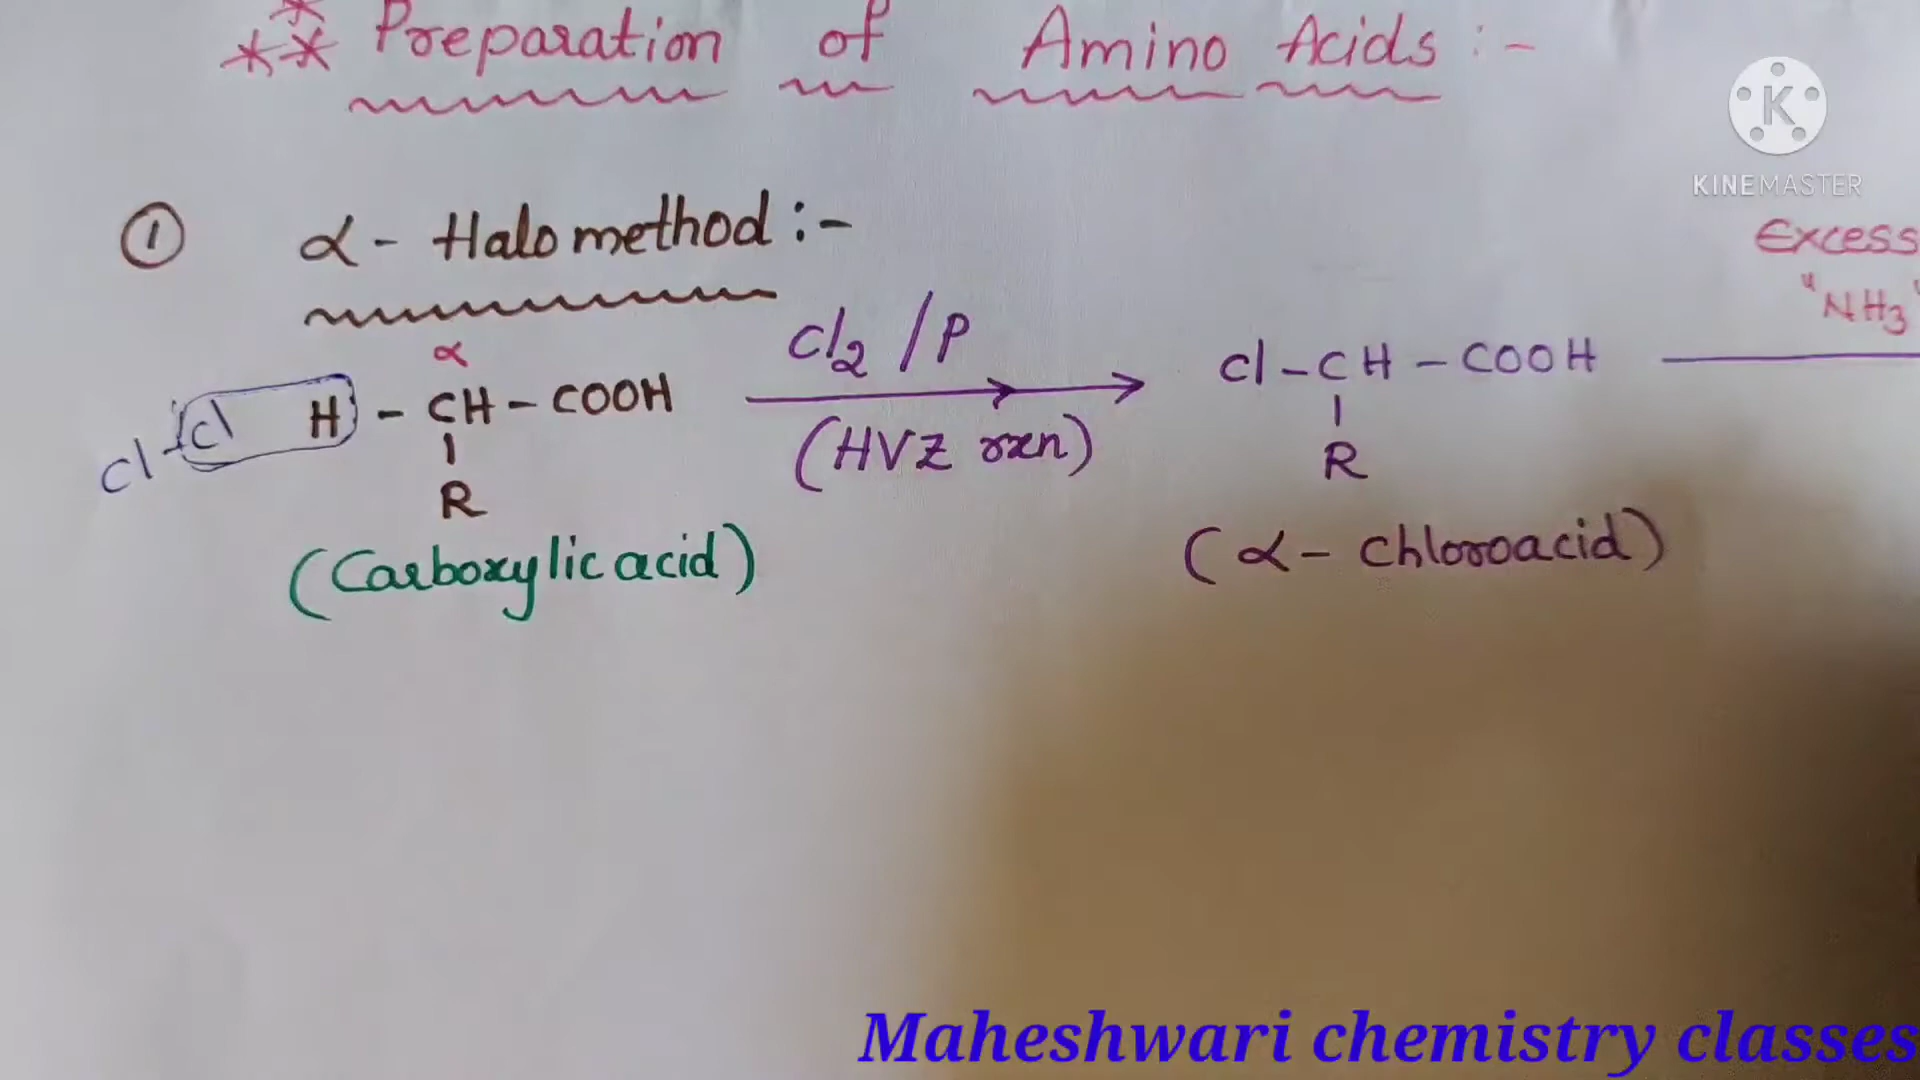 *** Preparation of Amino Acids :-
KINEMASTER
① α - Halo method :-
Excess
"NH3"
α
Cl2 / P
Cl - Cl H - CH - COOH
Cl - CH - COOH
(HVZ rxn)
R
R
(Carboxylic acid)
(α - Chloroacid)
Maheshwari chemistry classes